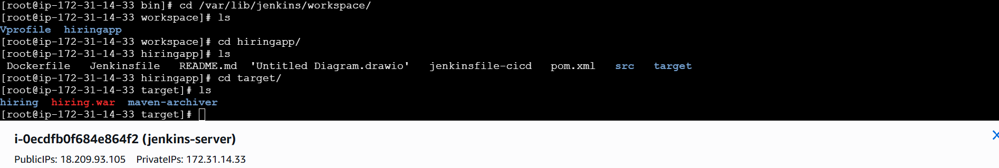 [root@ip-172-31-14-33 bin]# cd /var/lib/jenkins/workspace/
[root@ip-172-31-14-33 workspace]# ls
Vprofile  hiringapp
[root@ip-172-31-14-33 workspace]# cd hiringapp/
[root@ip-172-31-14-33 hiringapp]# ls
 Dockerfile   Jenkinsfile   README.md  'Untitled Diagram.drawio'   jenkinsfile-cicd   pom.xml   src   target
[root@ip-172-31-14-33 hiringapp]# cd target/
[root@ip-172-31-14-33 target]# ls
hiring  hiring.war  maven-archiver
[root@ip-172-31-14-33 target]#
i-0ecdfb0f684e864f2 (jenkins-server)
PublicIPs: 18.209.93.105    PrivateIPs: 172.31.14.33